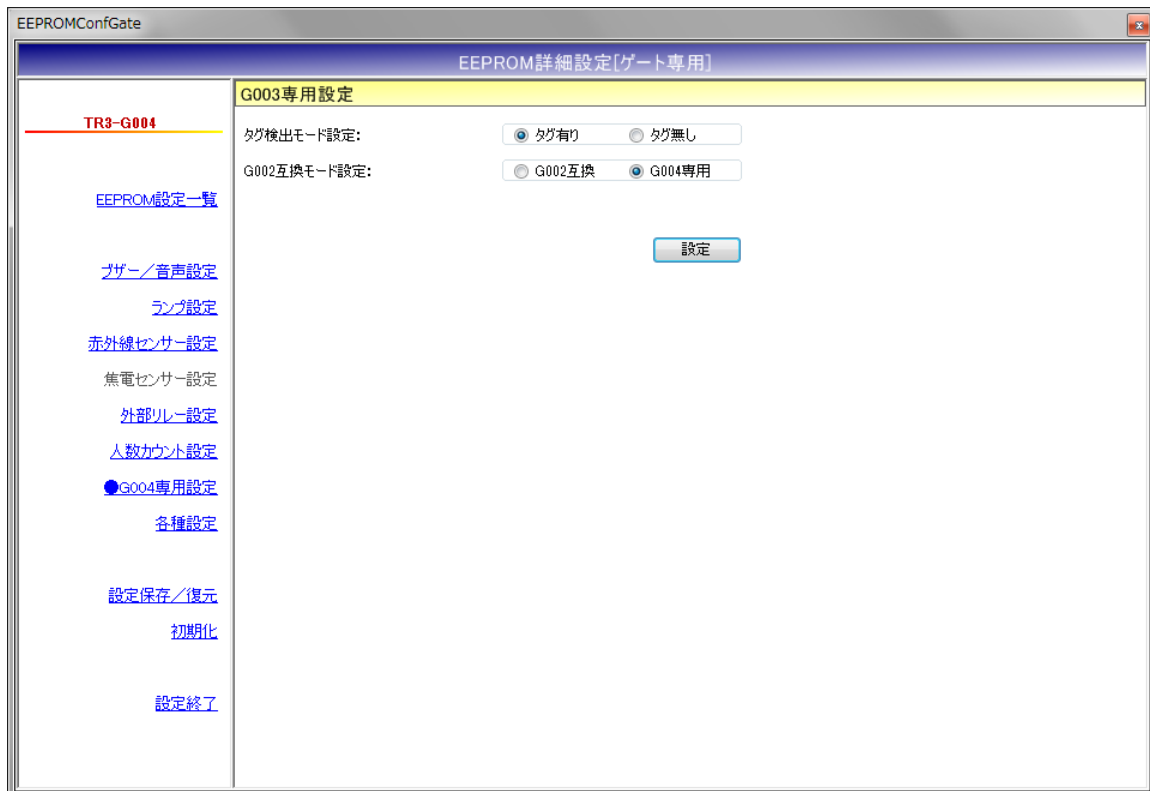 EEPROMConfGate
EEPROM詳細設定[ゲート専用]
TR3-G004
EEPROM設定一覧
ブザー／音声設定
ランプ設定
赤外線センサー設定
焦電センサー設定
外部リレー設定
人数カウント設定
●G004専用設定
各種設定
設定保存／復元
初期化
設定終了
G003専用設定
タグ検出モード設定: タグ有り タグ無し
G002互換モード設定: G002互換 G004専用
設定